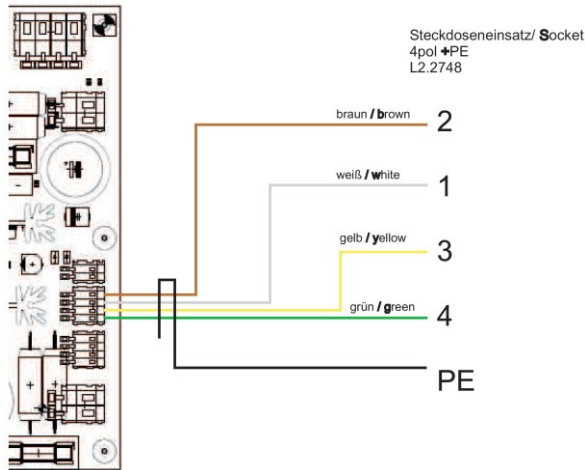 Steckdoseneinsatz/ Socket
4pol +PE
L2.2748
braun / brown 2
weiß / white 1
gelb / yellow 3
grün / green 4
PE